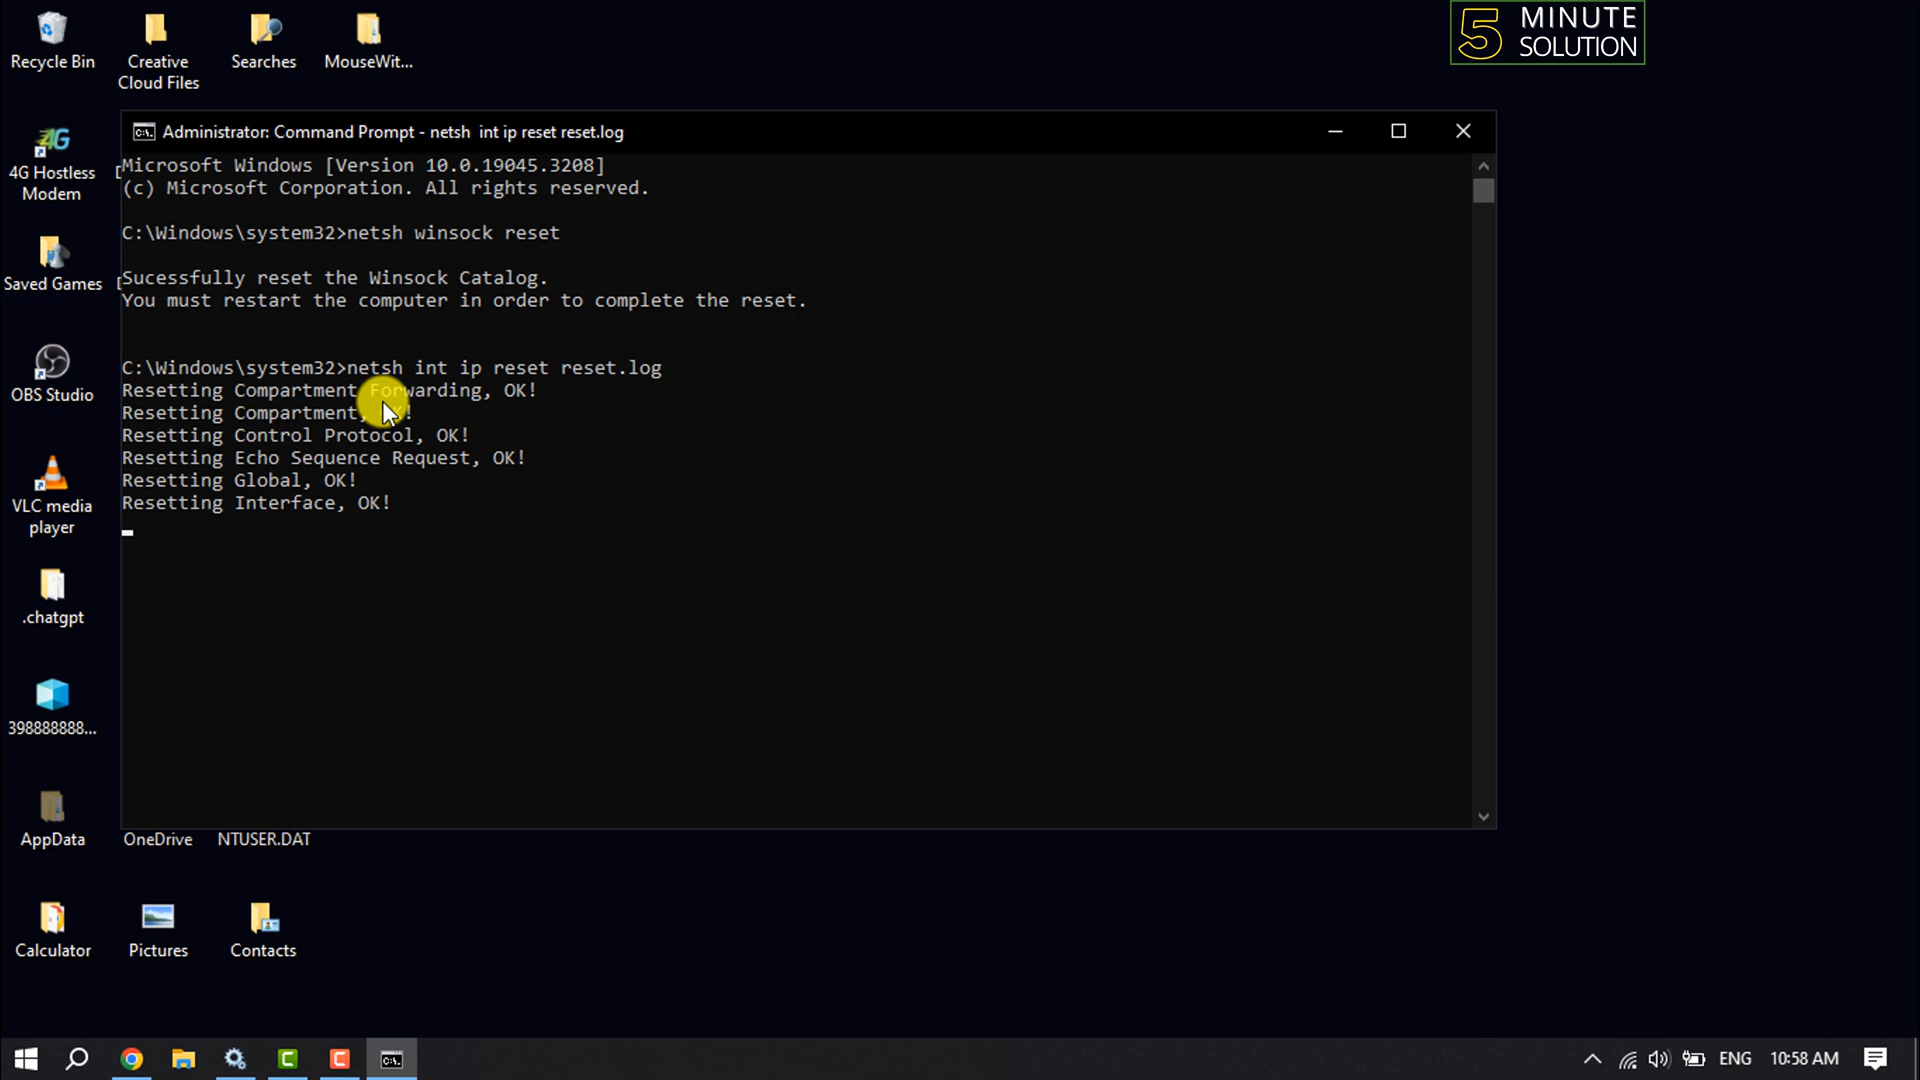 5 MINUTE
SOLUTION
Recycle Bin
Creative
Cloud Files
Searches
MouseWit...
4G
4G Hostless
Modem
Saved Games
OBS Studio
VLC media
player
.chatgpt
398888888...
AppData
OneDrive
NTUSER.DAT
Calculator
Pictures
Contacts
Administrator: Command Prompt - netsh  int ip reset reset.log
Microsoft Windows [Version 10.0.19045.3208]
(c) Microsoft Corporation. All rights reserved.
C:\Windows\system32>netsh winsock reset
Sucessfully reset the Winsock Catalog.
You must restart the computer in order to complete the reset.
C:\Windows\system32>netsh int ip reset reset.log
Resetting Compartment Forwarding, OK!
Resetting Compartment, OK!
Resetting Control Protocol, OK!
Resetting Echo Sequence Request, OK!
Resetting Global, OK!
Resetting Interface, OK!
ENG
10:58 AM